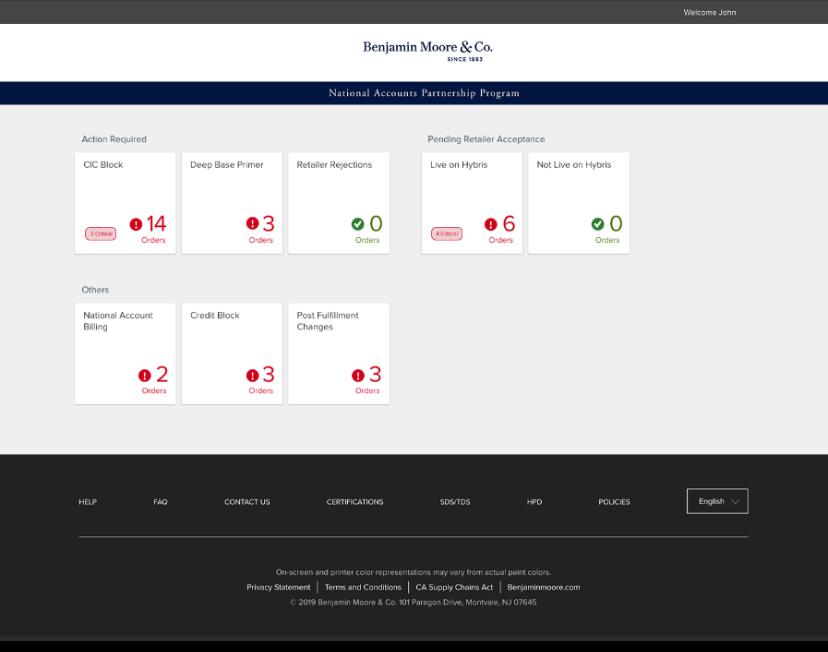 Welcome John
Benjamin Moore & Co.
SINCE 1883
National Accounts Partnership Program
Action Required
CIC Block
14
Orders
Deep Base Primer
3
Orders
Retailer Rejections
0
Orders
Pending Retailer Acceptance
Live on Hybris
4 Critical
6
Orders
Not Live on Hybris
0
Orders
Others
National Account
Billing
2
Orders
Credit Block
3
Orders
Post Fulfillment
Changes
3
Orders
HELP
FAQ
CONTACT US
CERTIFICATIONS
SDS/TDS
HPD
POLICIES
English
On-screen and printer color representations may vary from actual paint colors.
Privacy Statement | Terms and Conditions | CA Supply Chains Act | Benjaminmoore.com
© 2019 Benjamin Moore & Co. 101 Paragon Drive, Montvale, NJ 07645